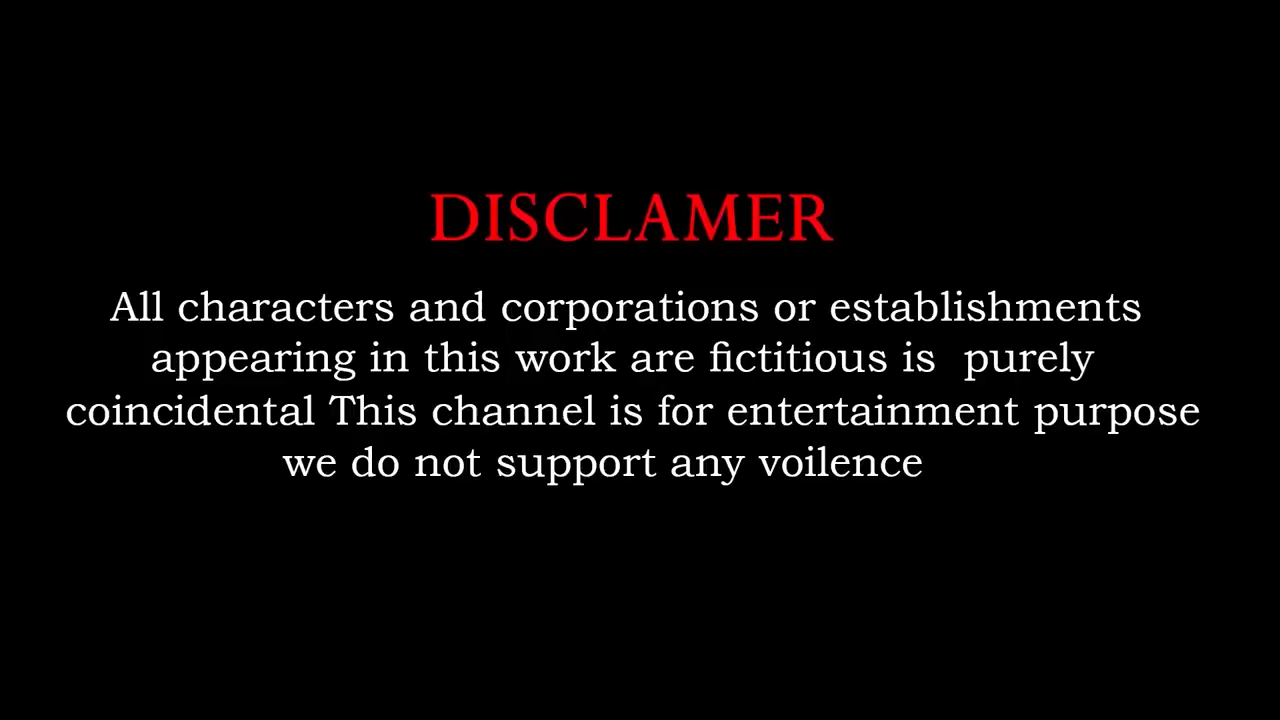 DISCLAMER
All characters and corporations or establishments
appearing in this work are fictitious is  purely
coincidental This channel is for entertainment purpose
we do not support any voilence